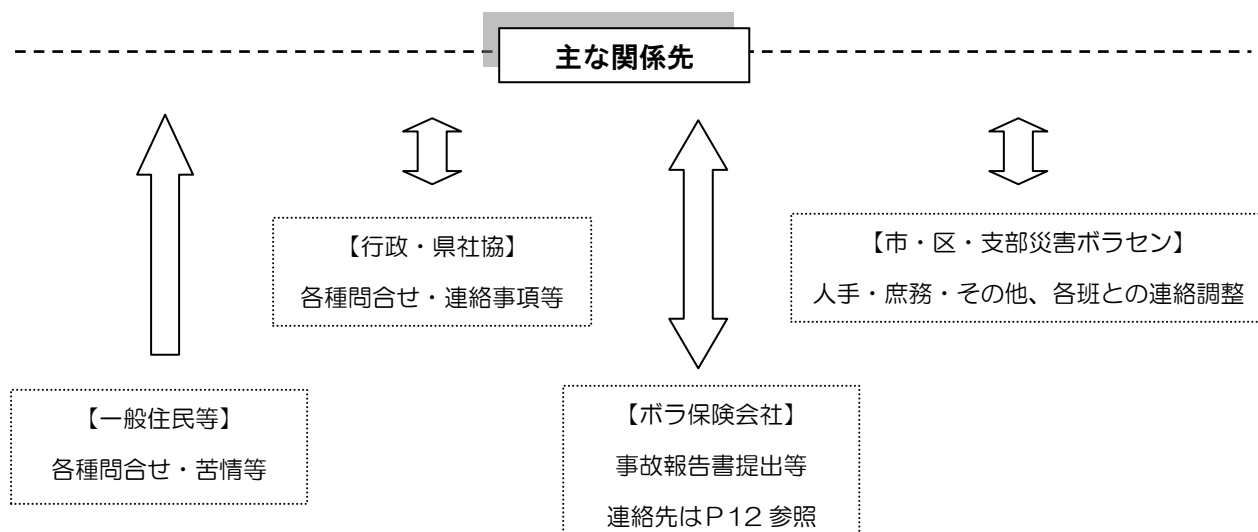 主な関係先
【行政・県社協】
各種問合せ・連絡事項等
【市・区・支部災害ボラセン】
人手・庶務・その他、各班との連絡調整
【一般住民等】
各種問合せ・苦情等
【ボラ保険会社】
事故報告書提出等
連絡先はP12参照